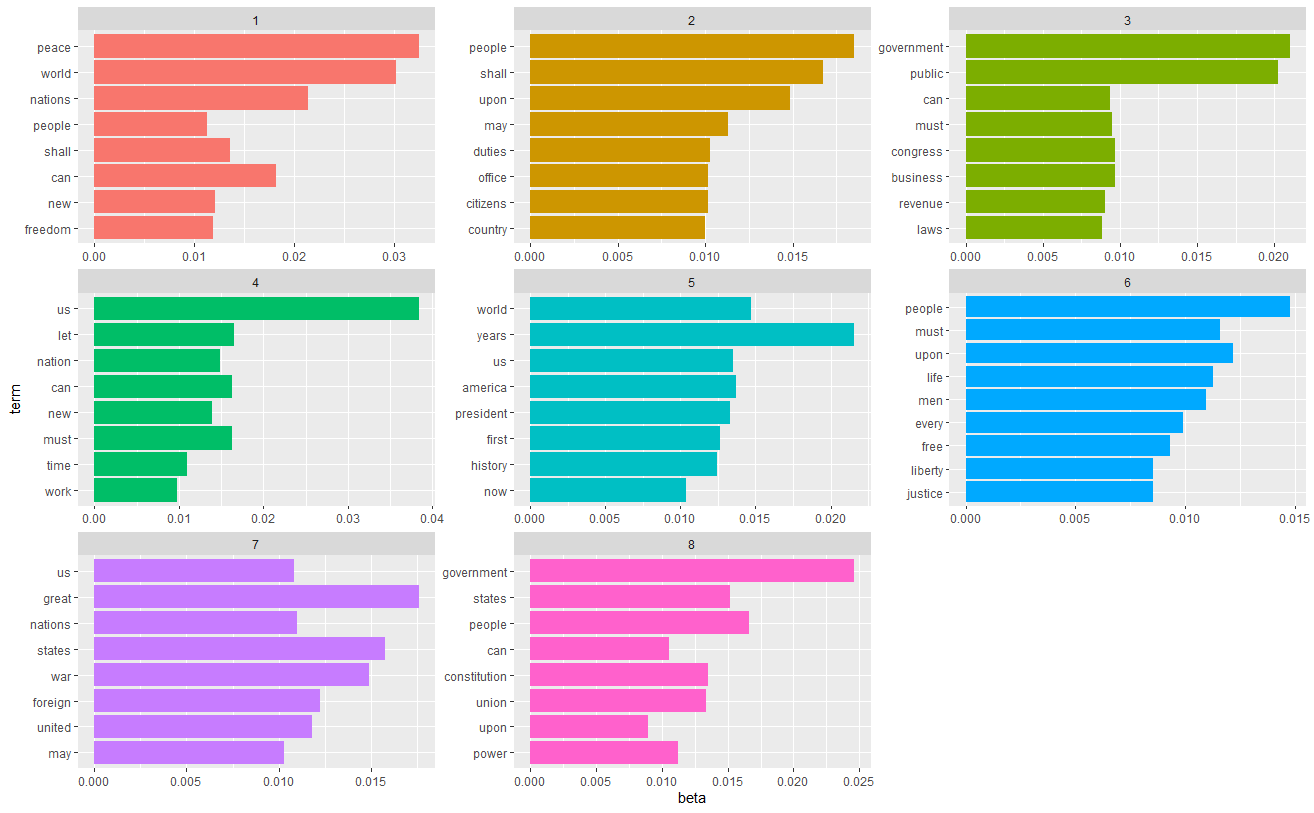 1
peace
world
nations
people
shall
can
new
freedom
0.00 0.01 0.02 0.03
2
people
shall
upon
may
duties
office
citizens
country
0.000 0.005 0.010 0.015
3
government
public
can
must
congress
business
revenue
laws
0.000 0.005 0.010 0.015 0.020
term
4
us
let
nation
can
new
must
time
work
0.00 0.01 0.02 0.03 0.04
5
world
years
us
america
president
first
history
now
0.000 0.005 0.010 0.015 0.020
6
people
must
upon
life
men
every
free
liberty
justice
0.000 0.005 0.010 0.015
7
us
great
nations
states
war
foreign
united
may
0.000 0.005 0.010 0.015
8
government
states
people
can
constitution
union
upon
power
0.000 0.005 0.010 0.015 0.020 0.025
beta